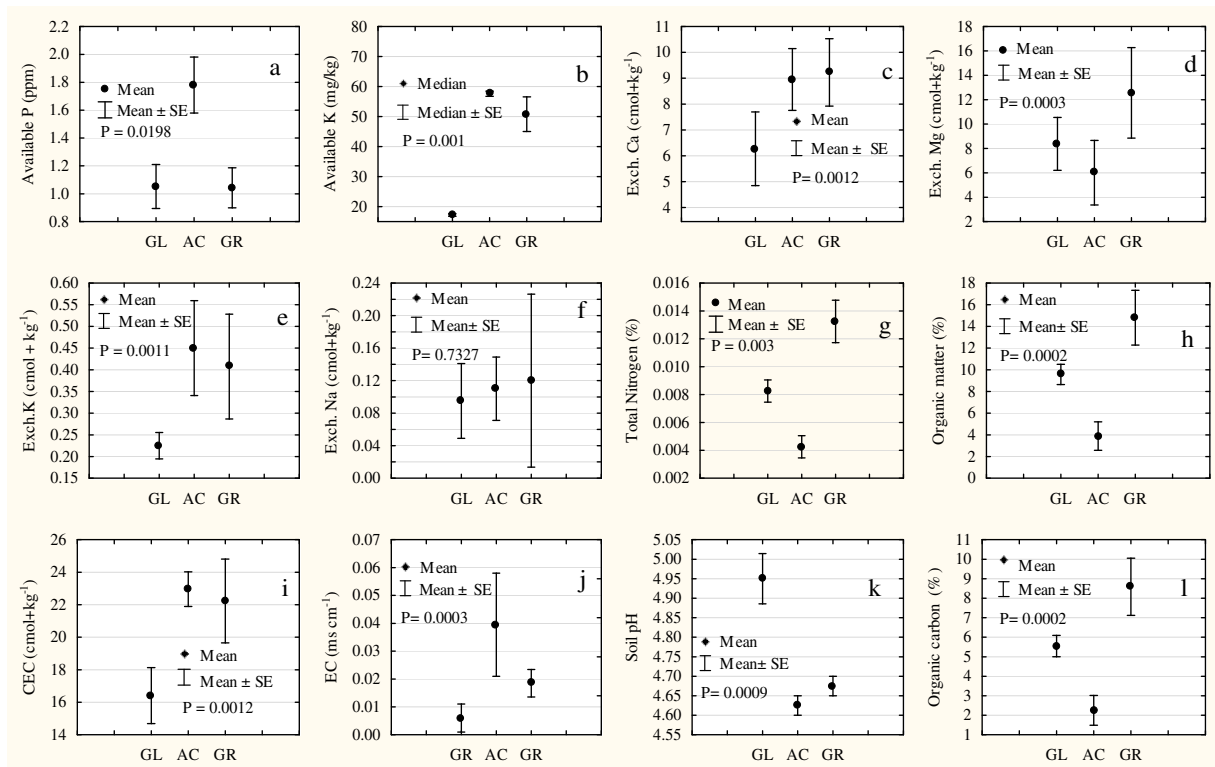 2.2
2.0
1.8
1.6
1.4
1.2
1.0
0.8
Available P (ppm)
a
Mean
Mean ± SE
P = 0.0198
GL AC GR
80
70
60
50
40
30
20
Available K (mg/kg)
b
Median
Median ± SE
P = 0.001
GL AC GR
11
10
9
8
7
6
5
4
Exch. Ca (cmol+kg-1)
c
Mean
Mean ± SE
P= 0.0012
GL AC GR
18
16
14
12
10
8
6
4
2
Exch. Mg (cmol+kg-1)
d
Mean
Mean ± SE
P= 0.0003
GL AC GR
0.60
0.55
0.50
0.45
0.40
0.35
0.30
0.25
0.20
0.15
Exch.K (cmol + kg-1)
e
Mean
Mean ± SE
P = 0.0011
GL AC GR
0.24
0.20
0.16
0.12
0.08
0.04
0.00
Exch. Na (cmol+kg-1)
f
Mean
Mean± SE
P= 0.7327
GL AC GR
0.016
0.014
0.012
0.010
0.008
0.006
0.004
0.002
Total Nitrogen (%)
g
Mean
Mean ± SE
P = 0.003
GL AC GR
18
16
14
12
10
8
6
4
2
0
Organic matter (%)
h
Mean
Mean± SE
P= 0.0002
GL AC GR
26
24
22
20
18
16
14
CEC (cmol+kg-1)
i
Mean
Mean ± SE
P = 0.0012
GL AC GR
0.07
0.06
0.05
0.04
0.03
0.02
0.01
0.00
EC (ms cm-1)
j
Mean
Mean ± SE
P= 0.0003
GR AC GR
5.05
5.00
4.95
4.90
4.85
4.80
4.75
4.70
4.65
4.60
4.55
Soil pH
k
Mean
Mean± SE
P= 0.0009
GL AC GR
11
10
9
8
7
6
5
4
3
2
1
Organic carbon (%)
l
Mean
Mean ± SE
P= 0.0002
GL AC GR